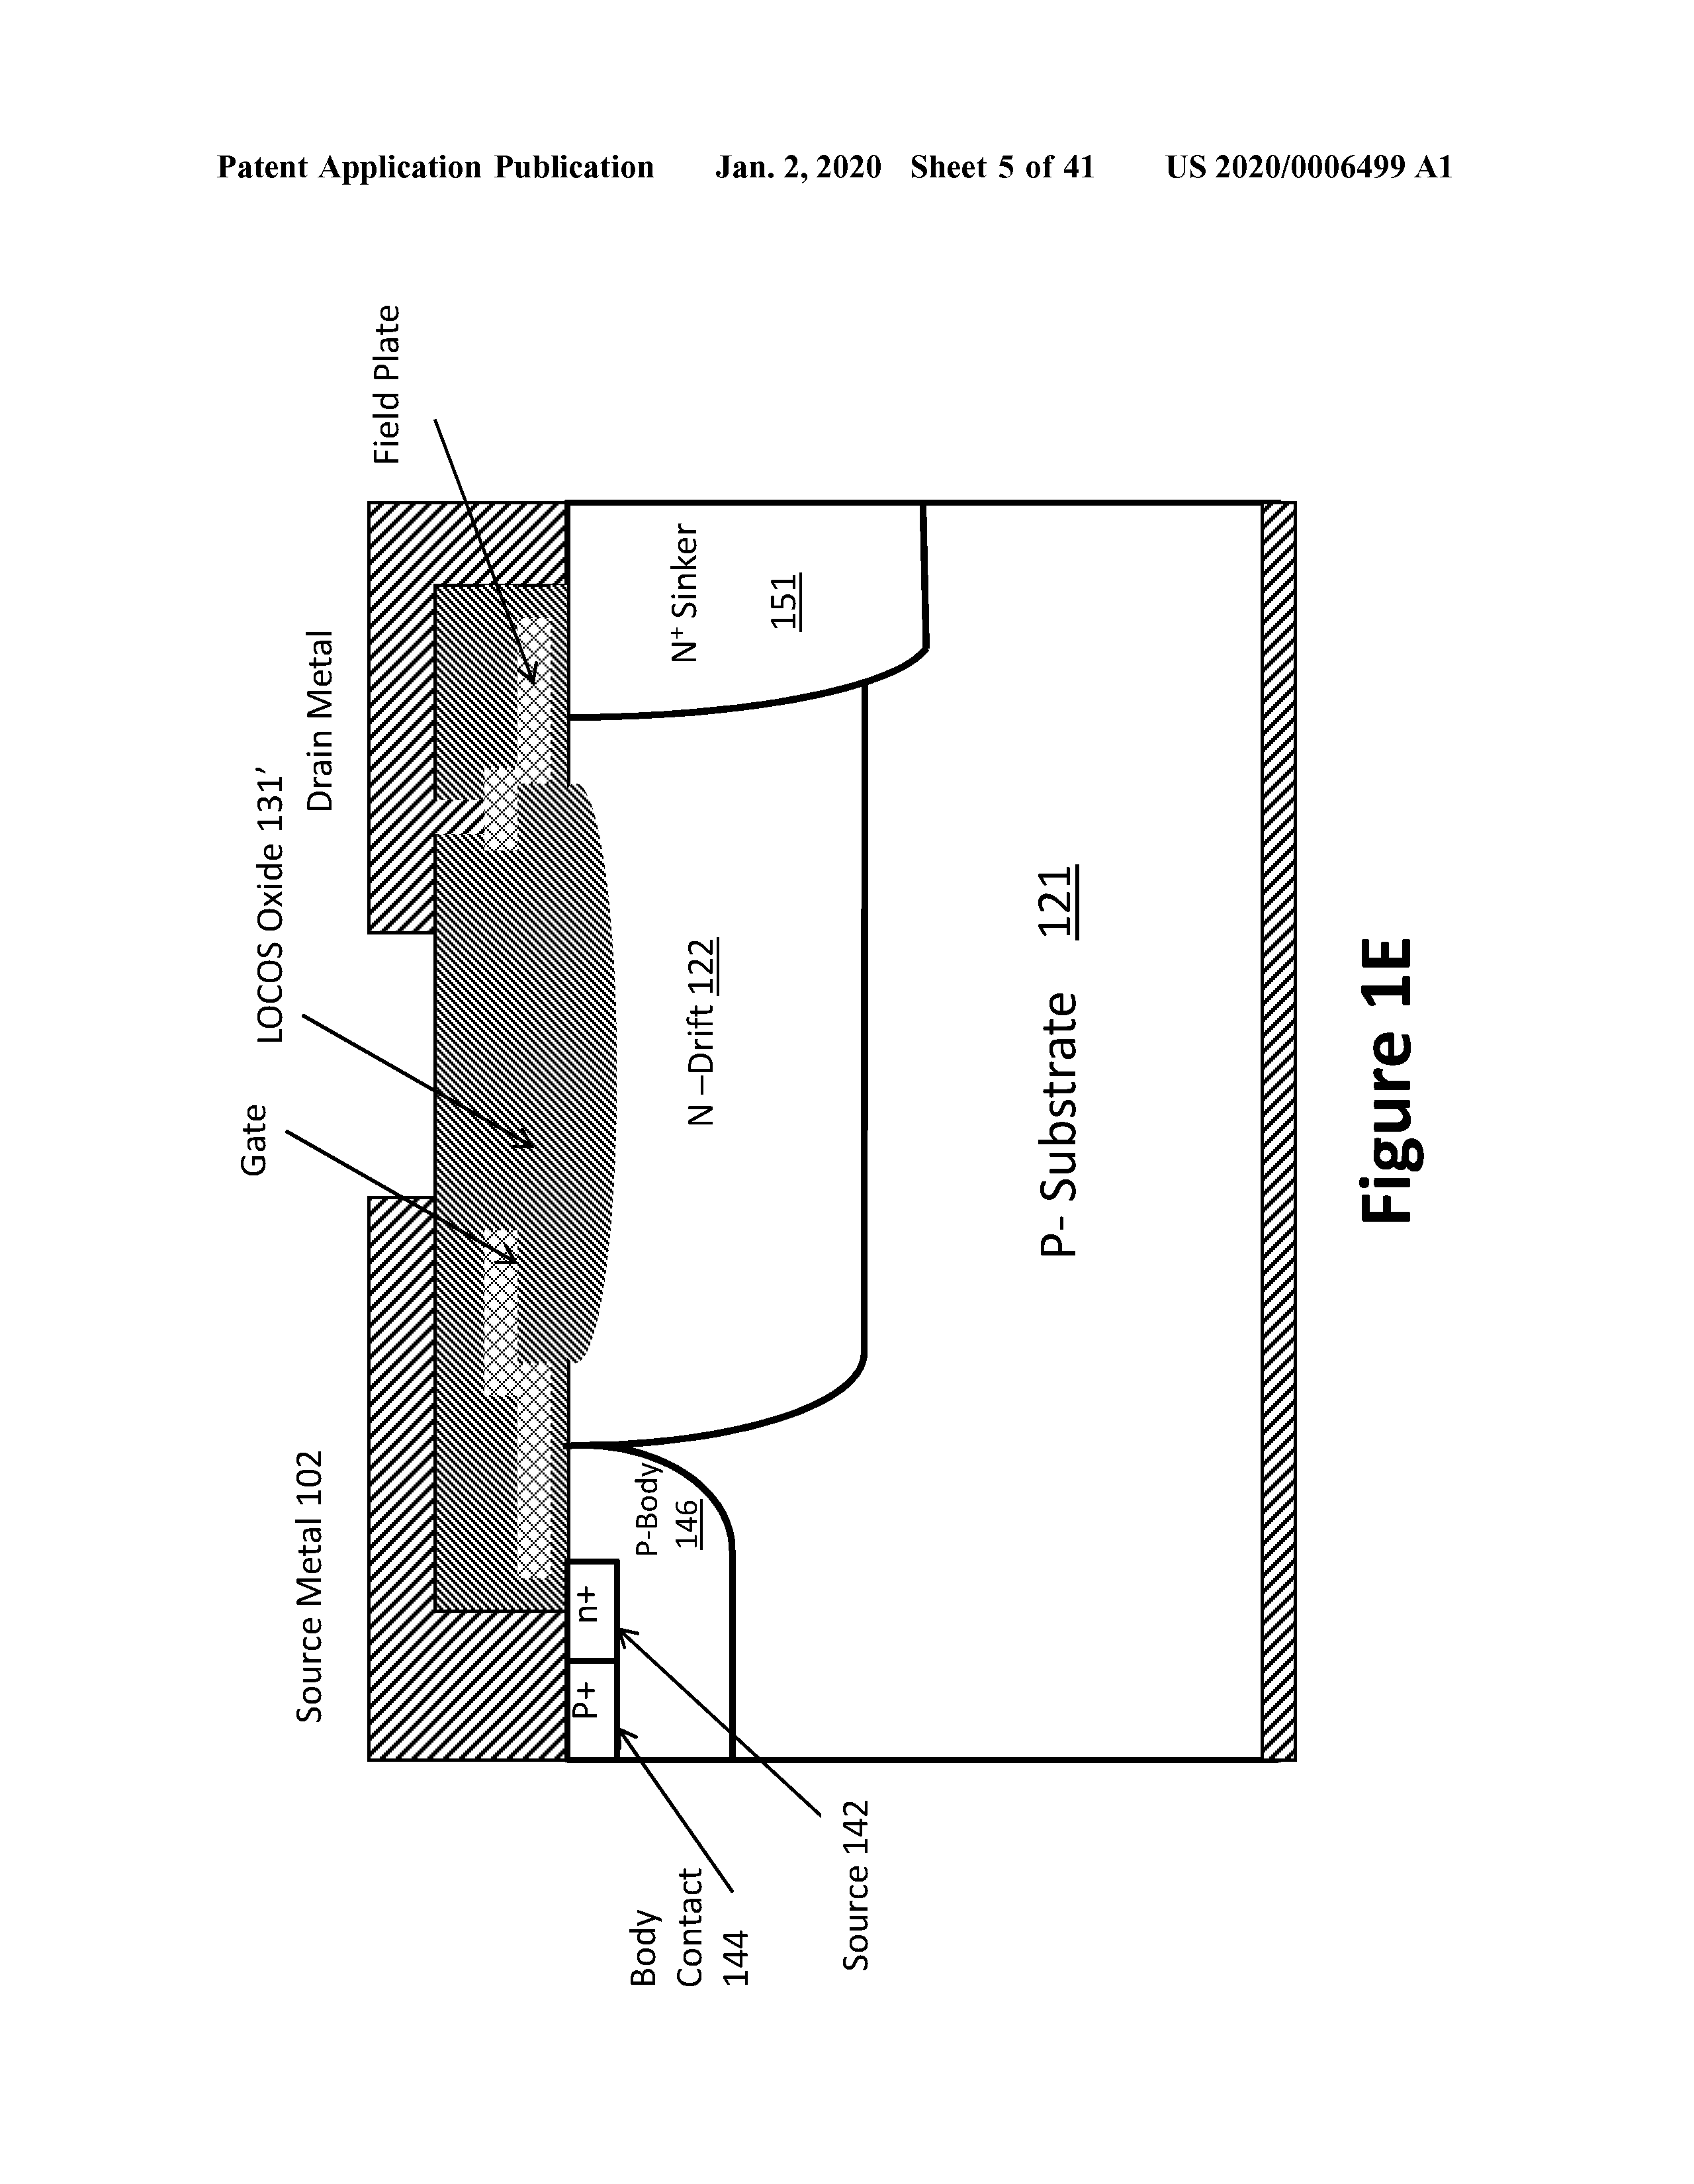 Patent Application Publication Jan. 2, 2020 Sheet 5 of 41 US 2020/0006499 A1
Source Metal 102
Gate
LOCOS Oxide 131’
Drain Metal
Field Plate
P+
n+
P-Body
146
N –Drift 122
N+ Sinker
151
Body
Contact
144
Source 142
P- Substrate 121
Figure 1E